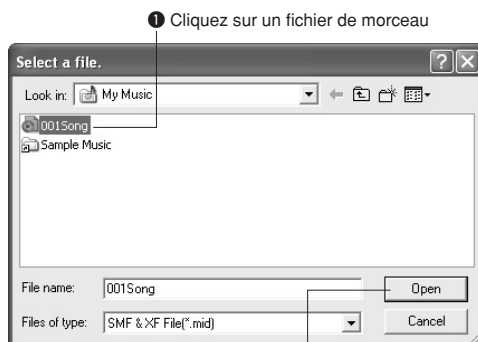 ❶ Cliquez sur un fichier de morceau
Select a file.
Look in: My Music
001Song
Sample Music
File name: 001Song Open
Files of type: SMF & XF File(*.mid) Cancel